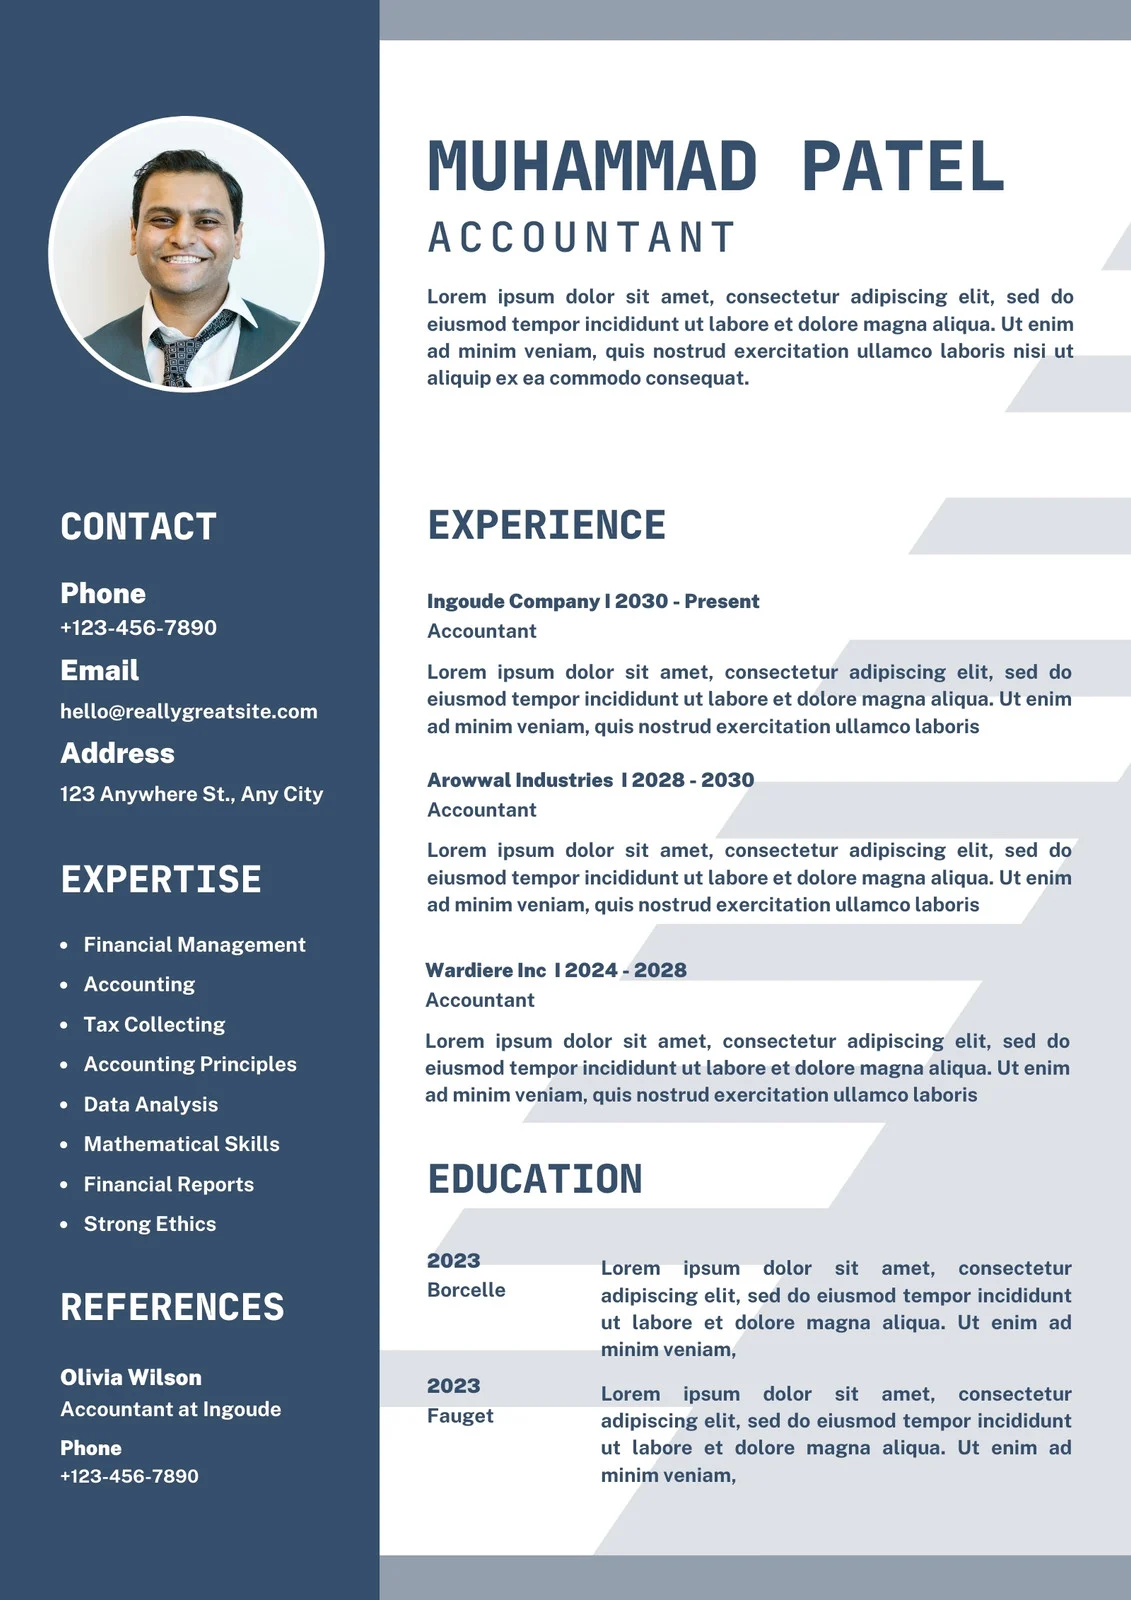 MUHAMMAD PATEL
ACCOUNTANT
Lorem ipsum dolor sit amet, consectetur adipiscing elit, sed do
eiusmod tempor incididunt ut labore et dolore magna aliqua. Ut enim
ad minim veniam, quis nostrud exercitation ullamco laboris nisi ut
aliquip ex ea commodo consequat.
CONTACT
Phone
+123-456-7890
Email
hello@reallygreatsite.com
Address
123 Anywhere St., Any City
EXPERTISE
• Financial Management
• Accounting
• Tax Collecting
• Accounting Principles
• Data Analysis
• Mathematical Skills
• Financial Reports
• Strong Ethics
REFERENCES
Olivia Wilson
Accountant at Ingoude
Phone
+123-456-7890
EXPERIENCE
Ingoude Company l 2030 - Present
Accountant
Lorem ipsum dolor sit amet, consectetur adipiscing elit, sed do
eiusmod tempor incididunt ut labore et dolore magna aliqua. Ut enim
ad minim veniam, quis nostrud exercitation ullamco laboris
Arowwal Industries l 2028 - 2030
Accountant
Lorem ipsum dolor sit amet, consectetur adipiscing elit, sed do
eiusmod tempor incididunt ut labore et dolore magna aliqua. Ut enim
ad minim veniam, quis nostrud exercitation ullamco laboris
Wardiere Inc l 2024 - 2028
Accountant
Lorem ipsum dolor sit amet, consectetur adipiscing elit, sed do
eiusmod tempor incididunt ut labore et dolore magna aliqua. Ut enim
ad minim veniam, quis nostrud exercitation ullamco laboris
EDUCATION
2023
Borcelle
Lorem ipsum dolor sit amet, consectetur
adipiscing elit, sed do eiusmod tempor incididunt
ut labore et dolore magna aliqua. Ut enim ad
minim veniam,
2023
Fauget
Lorem ipsum dolor sit amet, consectetur
adipiscing elit, sed do eiusmod tempor incididunt
ut labore et dolore magna aliqua. Ut enim ad
minim veniam,